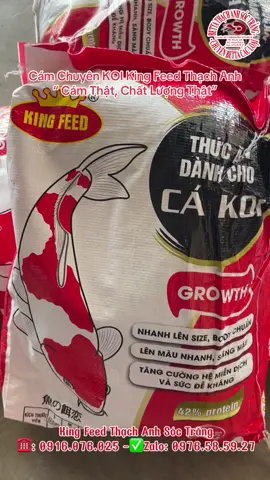 Cám Chuyên KOI King Feed Thạch Anh
“ Cám Thật, Chất Lượng Thật”
KING FEED
®
THỨC ĂN
DÀNH CHO
CÁ KOI
GROWTH
NHANH LÊN SIZE, BODY CHUẨN
LÊN MÀU NHANH, SÁNG MÀU
TĂNG CƯỜNG HỆ MIỄN DỊCH
VÀ SỨC ĐỀ KHÁNG
42% protein
King Feed Thạch Anh Sóc Trăng
☎️: 0916.076.025 -✅Zalo: 0976.58.59.27